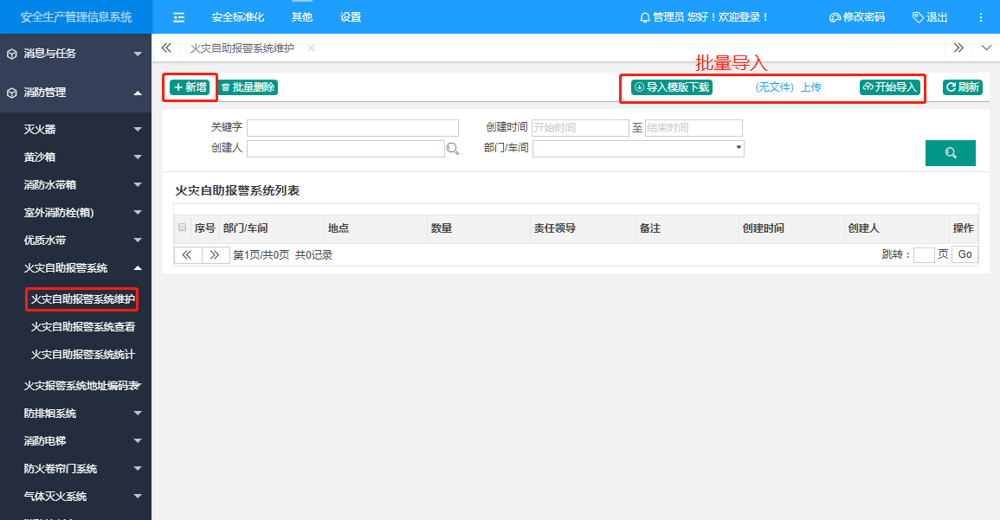 安全生产管理信息系统
安全标准化
其他
设置
管理员 您好！欢迎登录！
修改密码
退出
消息与任务
消防管理
灭火器
黄沙箱
消防水带箱
室外消防栓(箱)
优质水带
火灾自助报警系统
火灾自助报警系统维护
火灾自助报警系统查看
火灾自助报警系统统计
火灾报警系统地址编码表
防排烟系统
消防电梯
防火卷帘门系统
气体灭火系统
火灾自助报警系统维护
批量导入
新增
批量删除
导入模版下载
(无文件) 上传
开始导入
刷新
关键字
创建时间 开始时间 至 结束时间
创建人
部门/车间
火灾自助报警系统列表
序号 部门/车间 地点 数量 责任领导 备注 创建时间 创建人 操作
第1页/共0页 共0记录
跳转： 页 Go